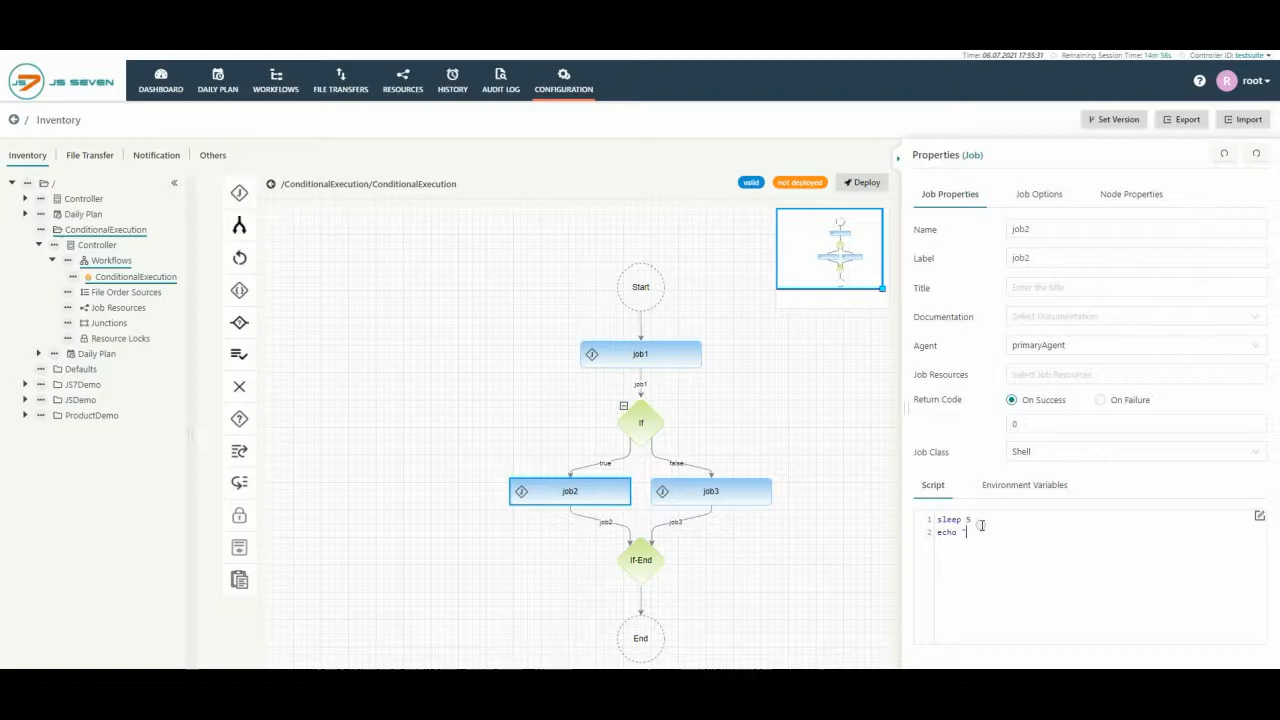 Time: 06.07.2021 17:55:31 Remaining Session Time: 14m 56s Controller ID: testsuite
JS7 JS SEVEN
DASHBOARD DAILY PLAN WORKFLOWS FILE TRANSFERS RESOURCES HISTORY AUDIT LOG CONFIGURATION
? R root
/ Inventory
Set Version Export Import
Inventory File Transfer Notification Others
/
Controller
Daily Plan
ConditionalExecution
Controller
Workflows
ConditionalExecution
File Order Sources
Job Resources
Junctions
Resource Locks
Daily Plan
Defaults
JS7Demo
JSDemo
ProductDemo
/ConditionalExecution/ConditionalExecution
valid not deployed Deploy
Start
job1
job1
If
true false
job2 job3
job2 job3
If-End
End
Properties (Job)
Job Properties Job Options Node Properties
Name job2
Label job2
Title Enter the title
Documentation Select Documentation
Agent primaryAgent
Job Resources Select Job Resources
Return Code On Success On Failure
0
Job Class Shell
Script Environment Variables
1 sleep 5
2 echo "